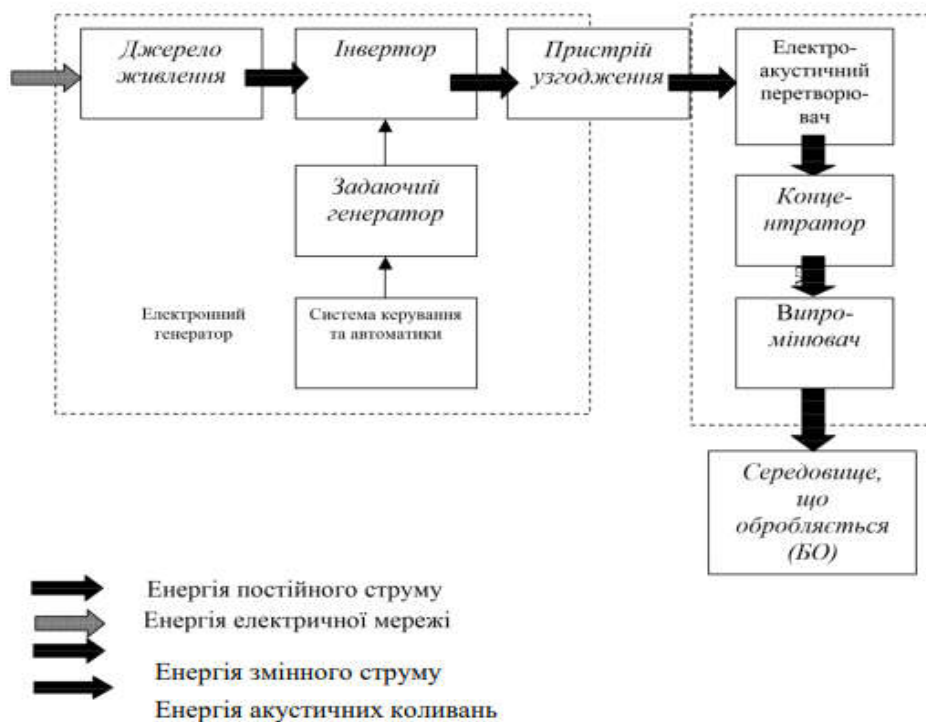 Джерело
живлення
Інвертор
Пристрій
узгодження
Електро-
акустичний
перетворю-
вач
Задаючий
генератор
Конце-
нтратор
Електронний
генератор
Система керування
та автоматики
Випро-
мінювач
Середовище,
що
обробляється
(БО)
Енергія постійного струму
Енергія електричної мережі
Енергія змінного струму
Енергія акустичних коливань